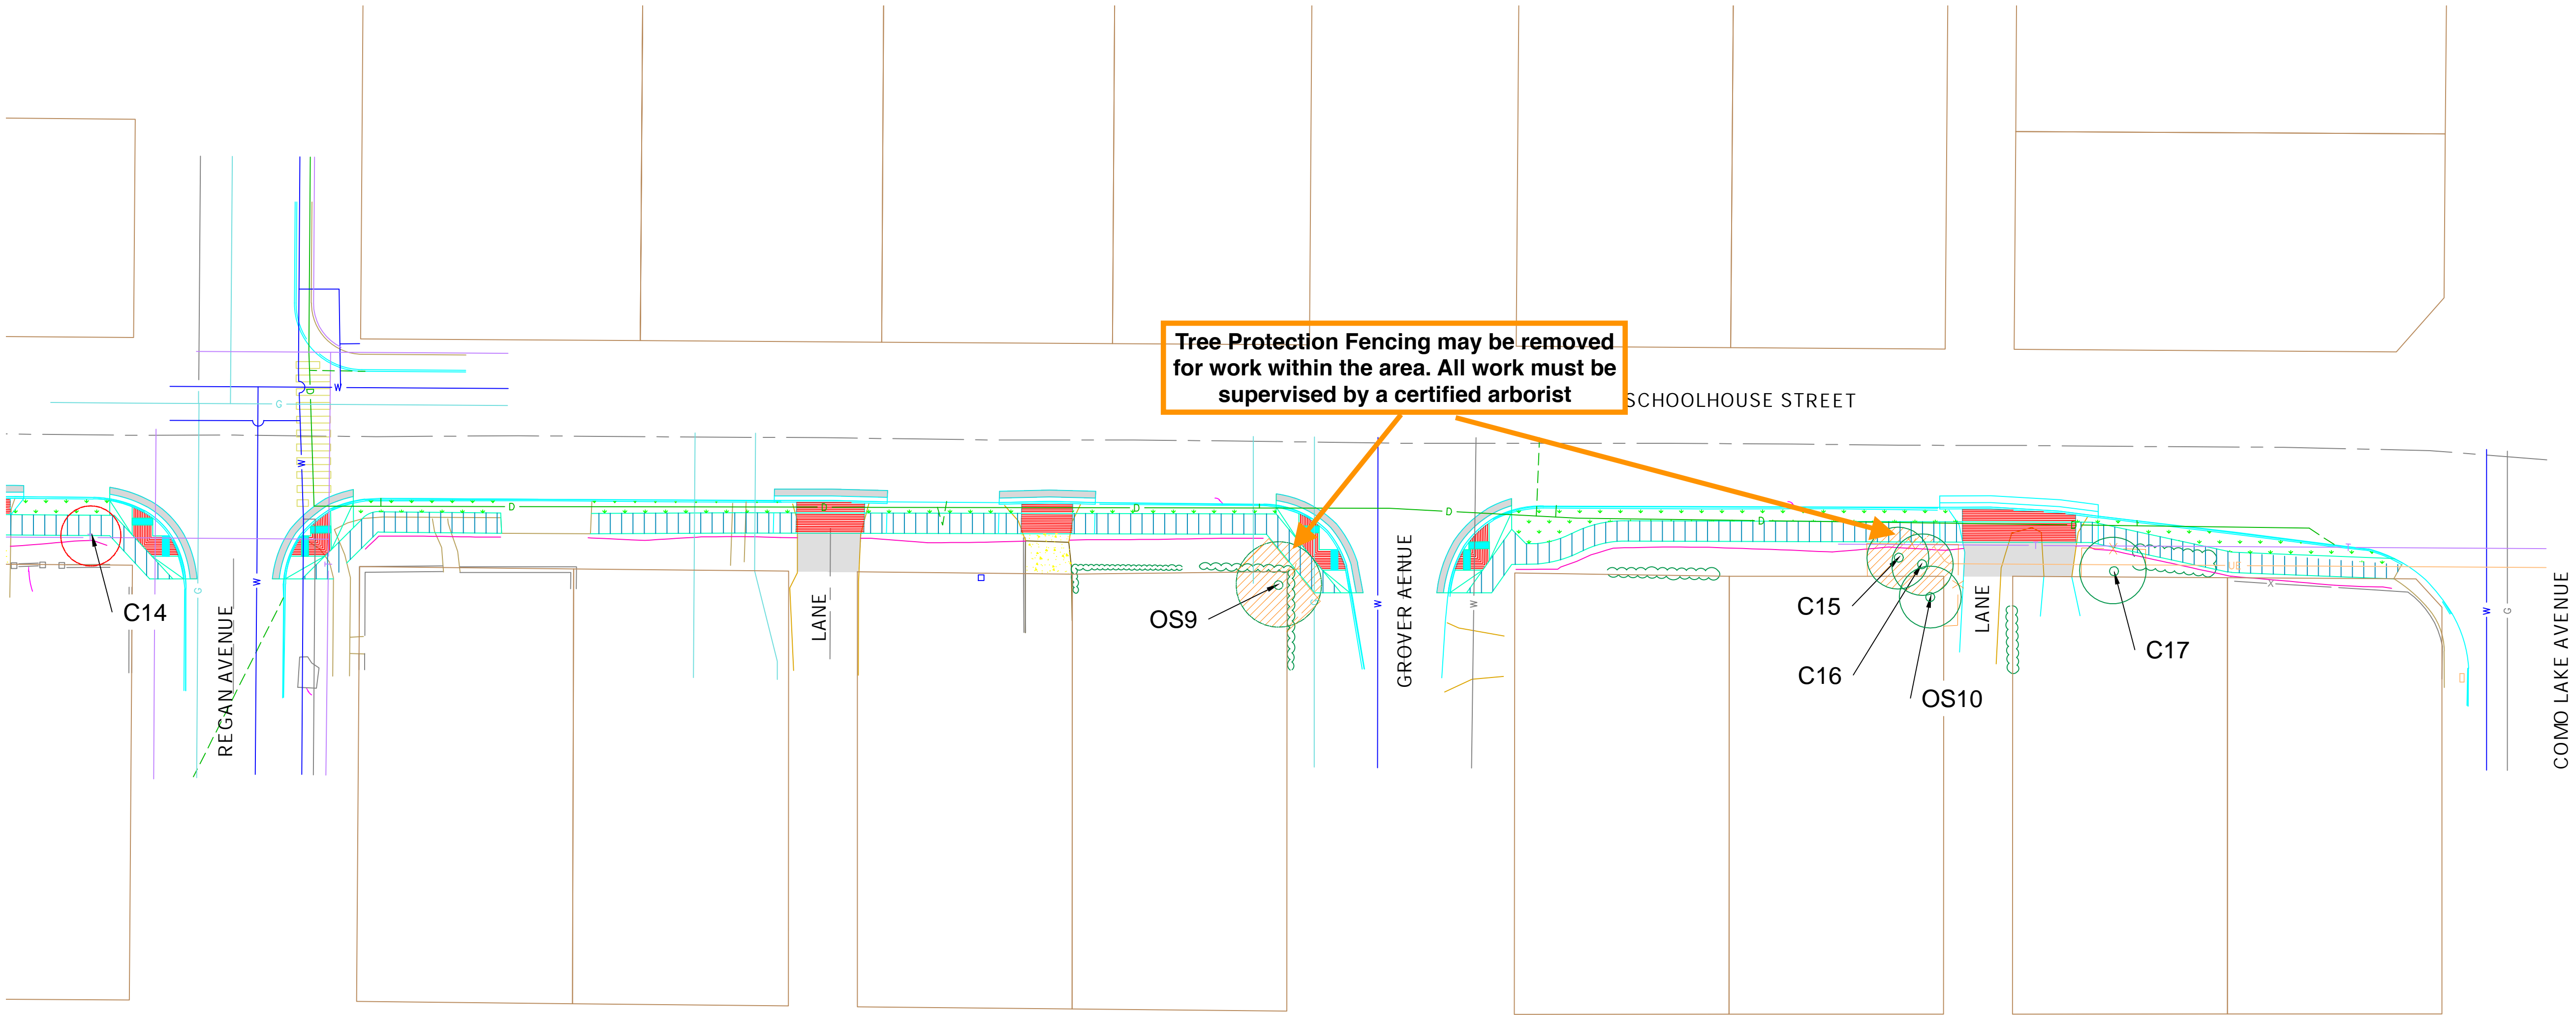 Tree Protection Fencing may be removed
for work within the area. All work must be
supervised by a certified arborist
SCHOOLHOUSE STREET
W
G
D
W
D
D
D
D
D
D
C14
G
W
REGAN AVENUE
LANE
OS9
G
W
GROVER AENUE
W
C15
C16
OS10
LANE
C17
UE
X
W
G
COMO LAKE AVENUE